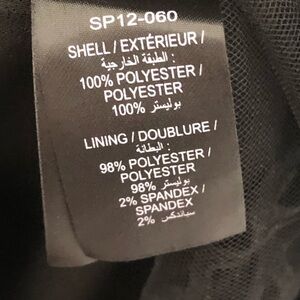 SP12-060
SHELL / EXTÉRIEUR /
الطبقة الخارجية :
100% POLYESTER /
POLYESTER
100% بوليستر
LINING / DOUBLURE /
البطانة :
98% POLYESTER /
POLYESTER
98% بوليستر
2% SPANDEX /
SPANDEX
2% سباندكس